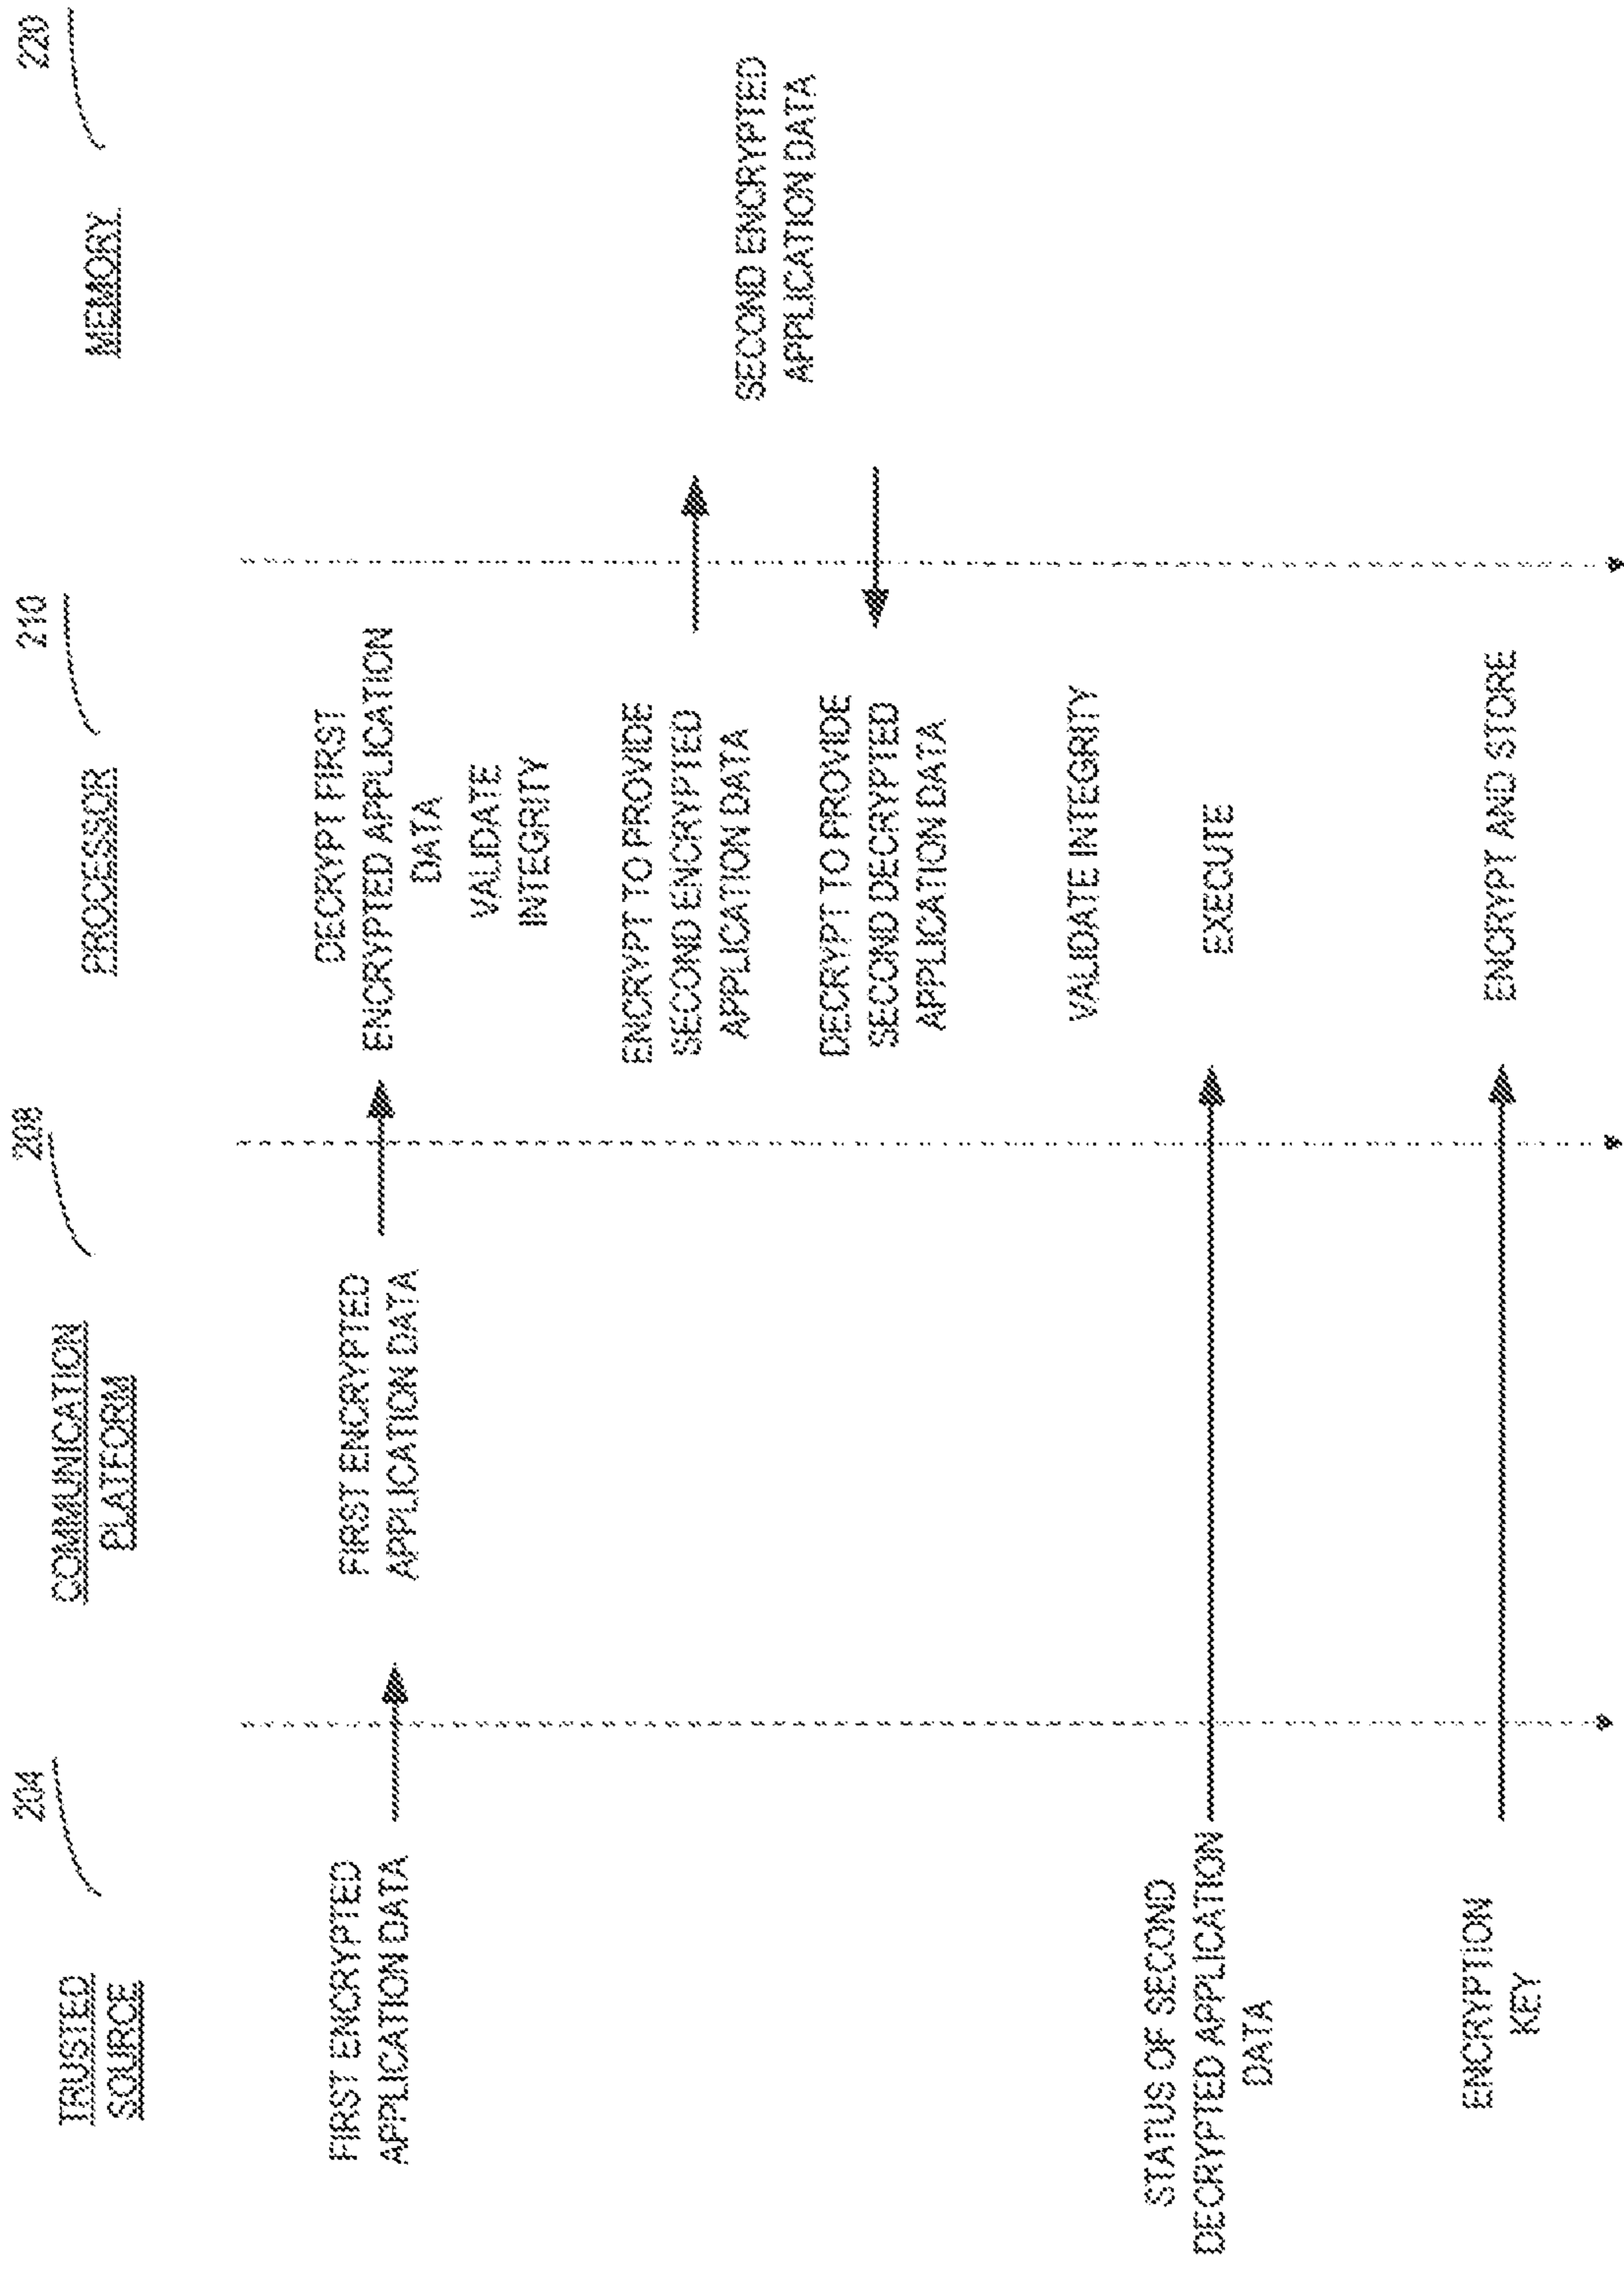 204
TRUSTED
SOURCE
208
COMMUNICATION
PLATFORM
210
PROCESSOR
220
MEMORY
FIRST ENCRYPTED
APPLICATION DATA
FIRST ENCRYPTED
APPLICATION DATA
DECRYPT FIRST
ENCRYPTED APPLICATION
DATA
VALIDATE
INTEGRITY
ENCRYPT TO PROVIDE
SECOND ENCRYPTED
APPLICATION DATA
SECOND ENCRYPTED
APPLICATION DATA
DECRYPT TO PROVIDE
SECOND DECRYPTED
APPLICATION DATA
VALIDATE INTEGRITY
STATUS OF SECOND
DECRYPTED APPLICATION
DATA
EXECUTE
ENCRYPTION
KEY
ENCRYPT AND STORE